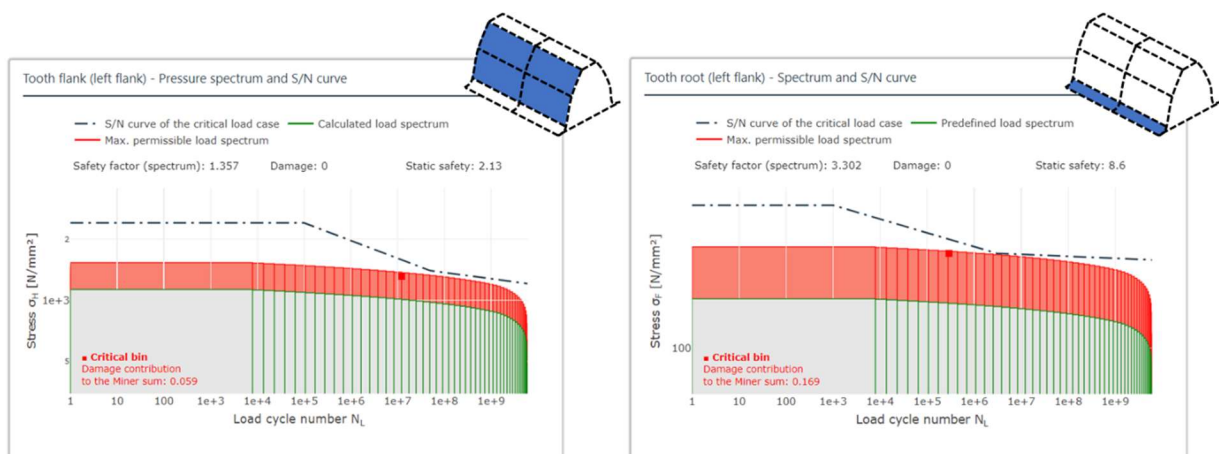 Tooth flank (left flank) - Pressure spectrum and S/N curve
S/N curve of the critical load case
Calculated load spectrum
Max. permissible load spectrum
Safety factor (spectrum): 1.357
Damage: 0
Static safety: 2.13
Stress σH [N/mm²]
2
1e+3
5
Critical bin
Damage contribution
to the Miner sum: 0.059
1
10
100
1e+3
1e+4
1e+5
1e+6
1e+7
1e+8
1e+9
Load cycle number NL
Tooth root (left flank) - Spectrum and S/N curve
S/N curve of the critical load case
Predefined load spectrum
Max. permissible load spectrum
Safety factor (spectrum): 3.302
Damage: 0
Static safety: 8.6
Stress σF [N/mm²]
100
Critical bin
Damage contribution
to the Miner sum: 0.169
1
10
100
1e+3
1e+4
1e+5
1e+6
1e+7
1e+8
1e+9
Load cycle number NL